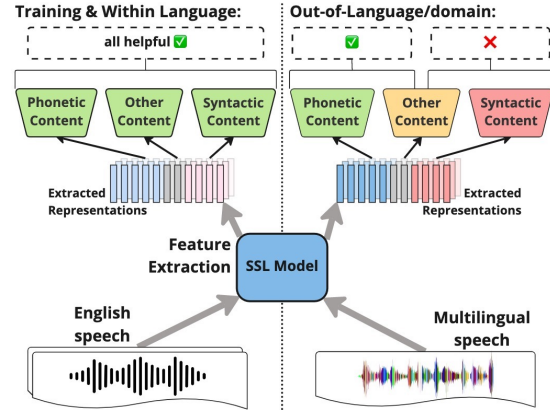 Training & Within Language:
all helpful ✅
Phonetic
Content
Other
Content
Syntactic
Content
Extracted
Representations
Out-of-Language/domain:
✅
❌
Phonetic
Content
Other
Content
Syntactic
Content
Extracted
Representations
Feature
Extraction
SSL Model
English
speech
Multilingual
speech